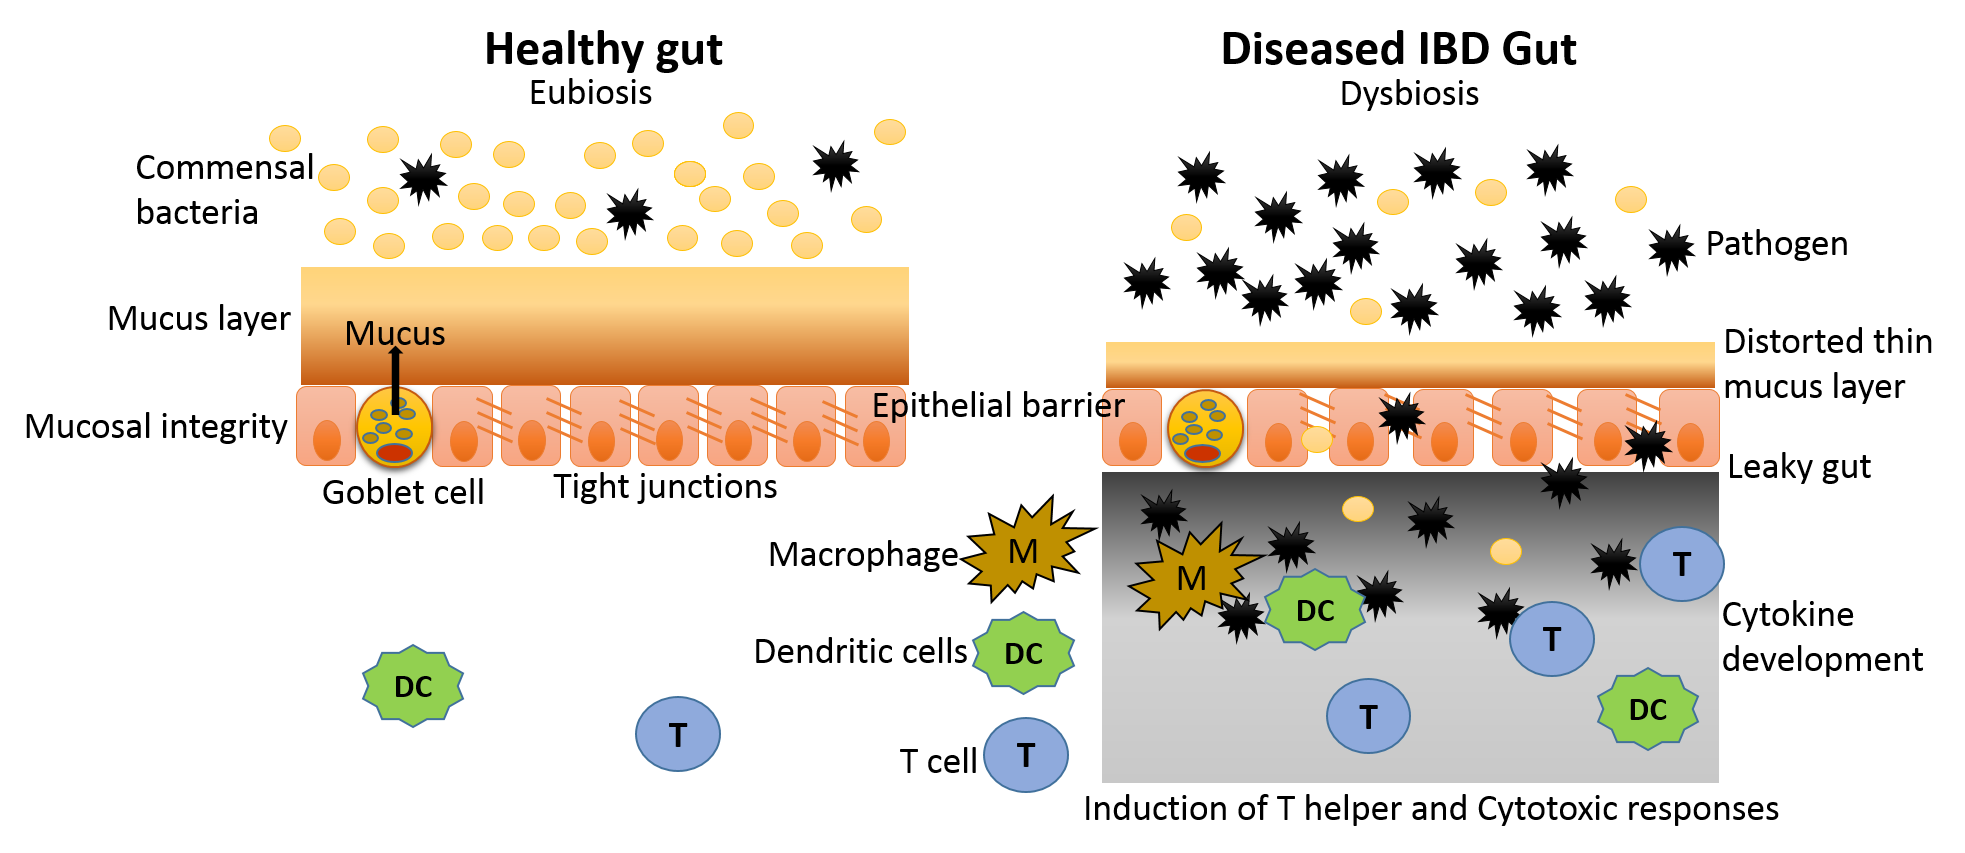 Healthy gut
Eubiosis
Commensal
bacteria
Mucus layer
Mucus
Mucosal integrity
Goblet cell
Tight junctions
DC
T
Epithelial barrier
Macrophage
M
Dendritic cells
DC
T cell
T
Diseased IBD Gut
Dysbiosis
Pathogen
Distorted thin
mucus layer
Leaky gut
M
DC
T
T
T
DC
Cytokine
development
Induction of T helper and Cytotoxic responses